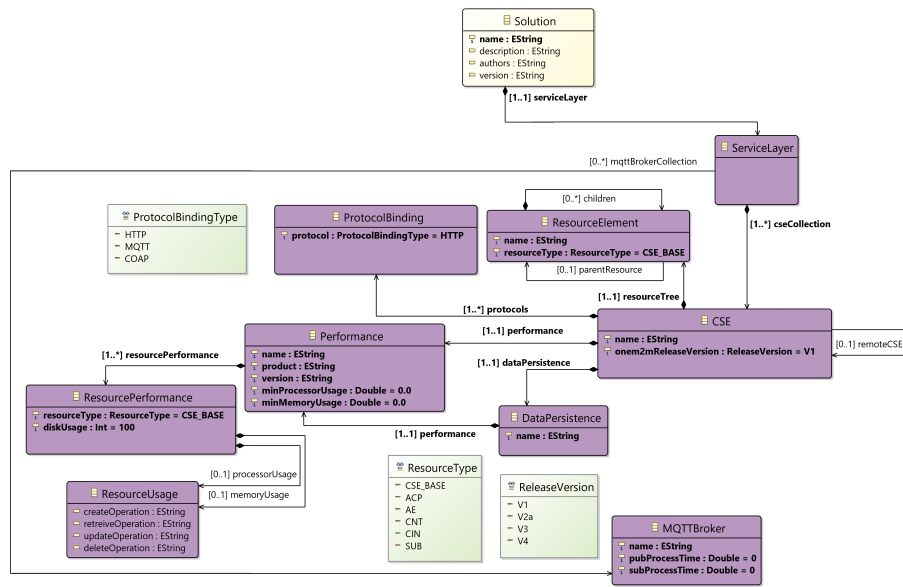 Solution
name : EString
description : EString
authors : EString
version : EString
[1..1] serviceLayer
ServiceLayer
[0..*] mqttBrokerCollection
[1..*] cseCollection
ProtocolBindingType
HTTP
MQTT
COAP
ProtocolBinding
protocol : ProtocolBindingType = HTTP
[0..*] children
ResourceElement
name : EString
resourceType : ResourceType = CSE_BASE
[0..1] parentResource
[1..1] resourceTree
[1..*] protocols
CSE
name : EString
onem2mReleaseVersion : ReleaseVersion = V1
[0..1] remoteCSE
[1..1] performance
Performance
name : EString
product : EString
version : EString
minProcessorUsage : Double = 0.0
minMemoryUsage : Double = 0.0
[1..*] resourcePerformance
[1..1] dataPersistence
ResourcePerformance
resourceType : ResourceType = CSE_BASE
diskUsage : Int = 100
DataPersistence
name : EString
[1..1] performance
[0..1] processorUsage
[0..1] memoryUsage
ResourceUsage
createOperation : EString
retreiveOperation : EString
updateOperation : EString
deleteOperation : EString
ResourceType
CSE_BASE
ACP
AE
CNT
CIN
SUB
ReleaseVersion
V1
V2a
V3
V4
MQTTBroker
name : EString
pubProcessTime : Double = 0
subProcessTime : Double = 0